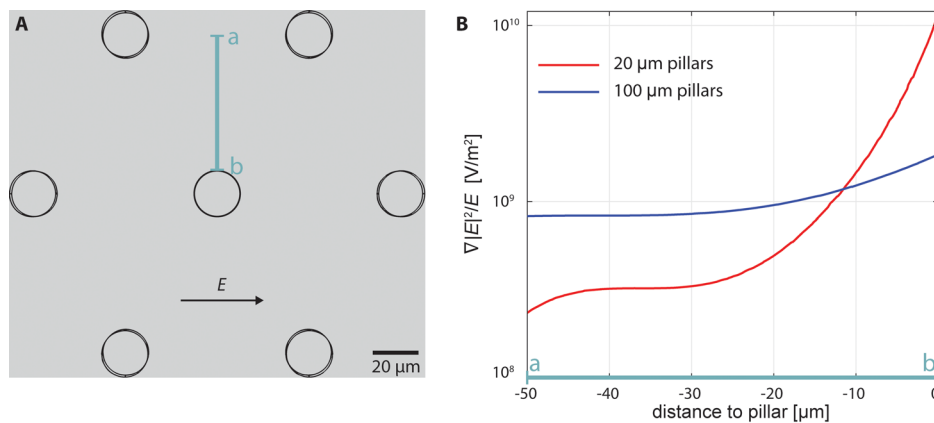 A
a
b
E
20 μm
B
20 μm pillars
100 μm pillars
∇|E|²/E [V/m²]
10¹⁰
10⁹
10⁸
a
b
-50
-40
-30
-20
-10
0
distance to pillar [μm]